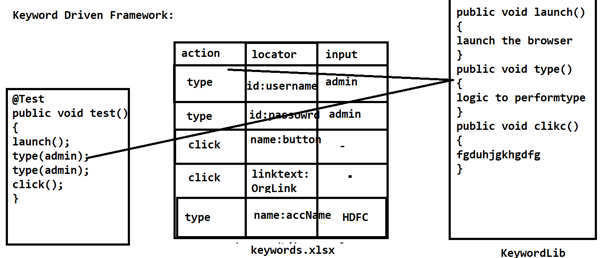 Keyword Driven Framework:
@Test
public void test()
{
launch();
type(admin);
type(admin);
click();
}
action locator input
type id:username admin
type id:passowrd admin
click name:button -
click linktext:
OrgLink
type name:accName HDFC
keywords.xlsx
public void launch()
{
launch the browser
}
public void type()
{
logic to performtype
}
public void clikc()
{
fgduhjgkhgdfg
}
KeywordLib